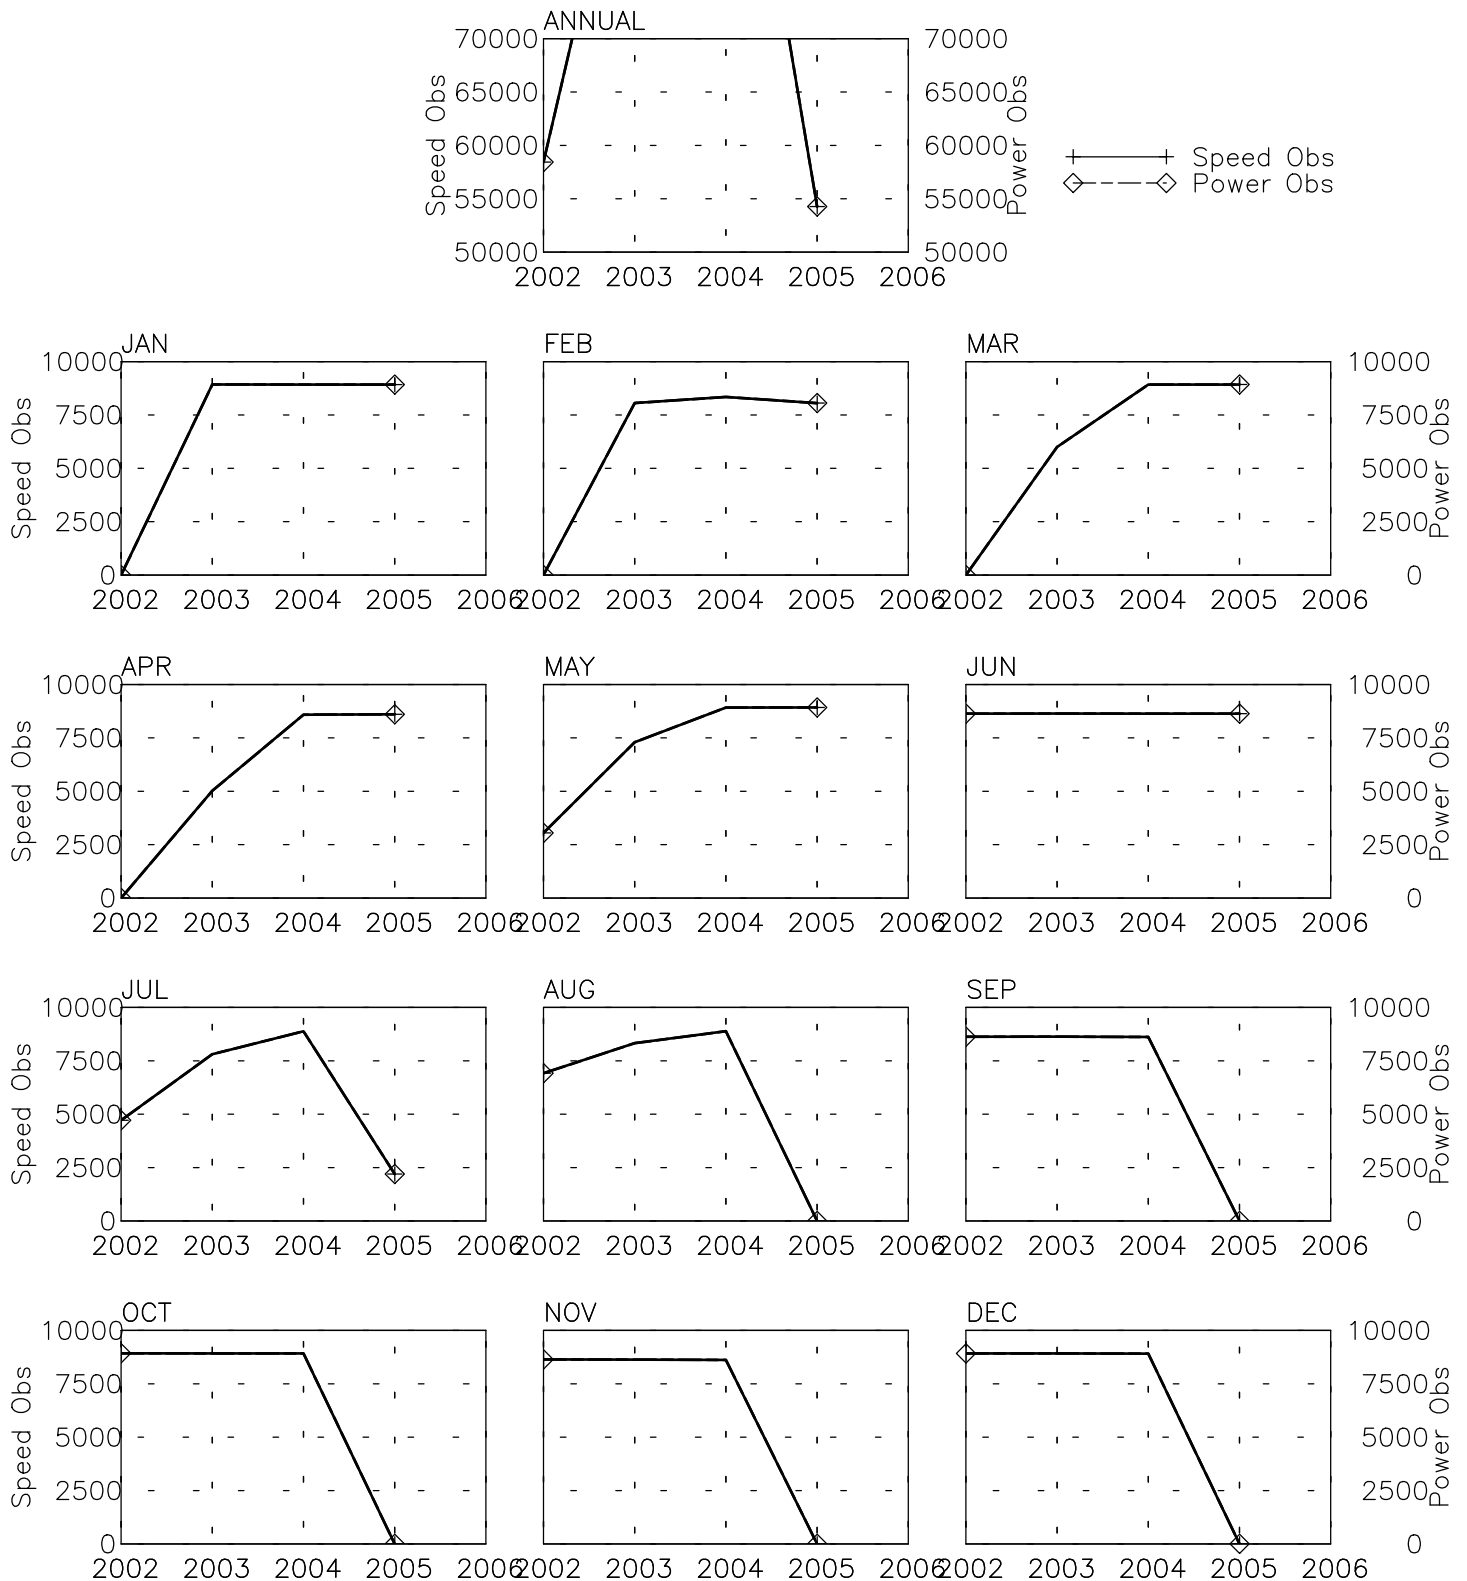 ANNUAL
70000 70000
65000 65000
60000 60000
55000 55000
50000 50000
Speed Obs
Power Obs
2002 2003 2004 2005 2006
Speed Obs
Power Obs
JAN FEB MAR
10000 10000
7500 7500
5000 5000
2500 2500
0 0
Speed Obs
Power Obs
2002 2003 2004 2005 2006 2002 2003 2004 2005 2006 2002 2003 2004 2005 2006
APR MAY JUN
10000 10000
7500 7500
5000 5000
2500 2500
0 0
Speed Obs
Power Obs
2002 2003 2004 2005 2006 2002 2003 2004 2005 2006 2002 2003 2004 2005 2006
JUL AUG SEP
10000 10000
7500 7500
5000 5000
2500 2500
0 0
Speed Obs
Power Obs
2002 2003 2004 2005 2006 2002 2003 2004 2005 2006 2002 2003 2004 2005 2006
OCT NOV DEC
10000 10000
7500 7500
5000 5000
2500 2500
0 0
Speed Obs
Power Obs
2002 2003 2004 2005 2006 2002 2003 2004 2005 2006 2002 2003 2004 2005 2006